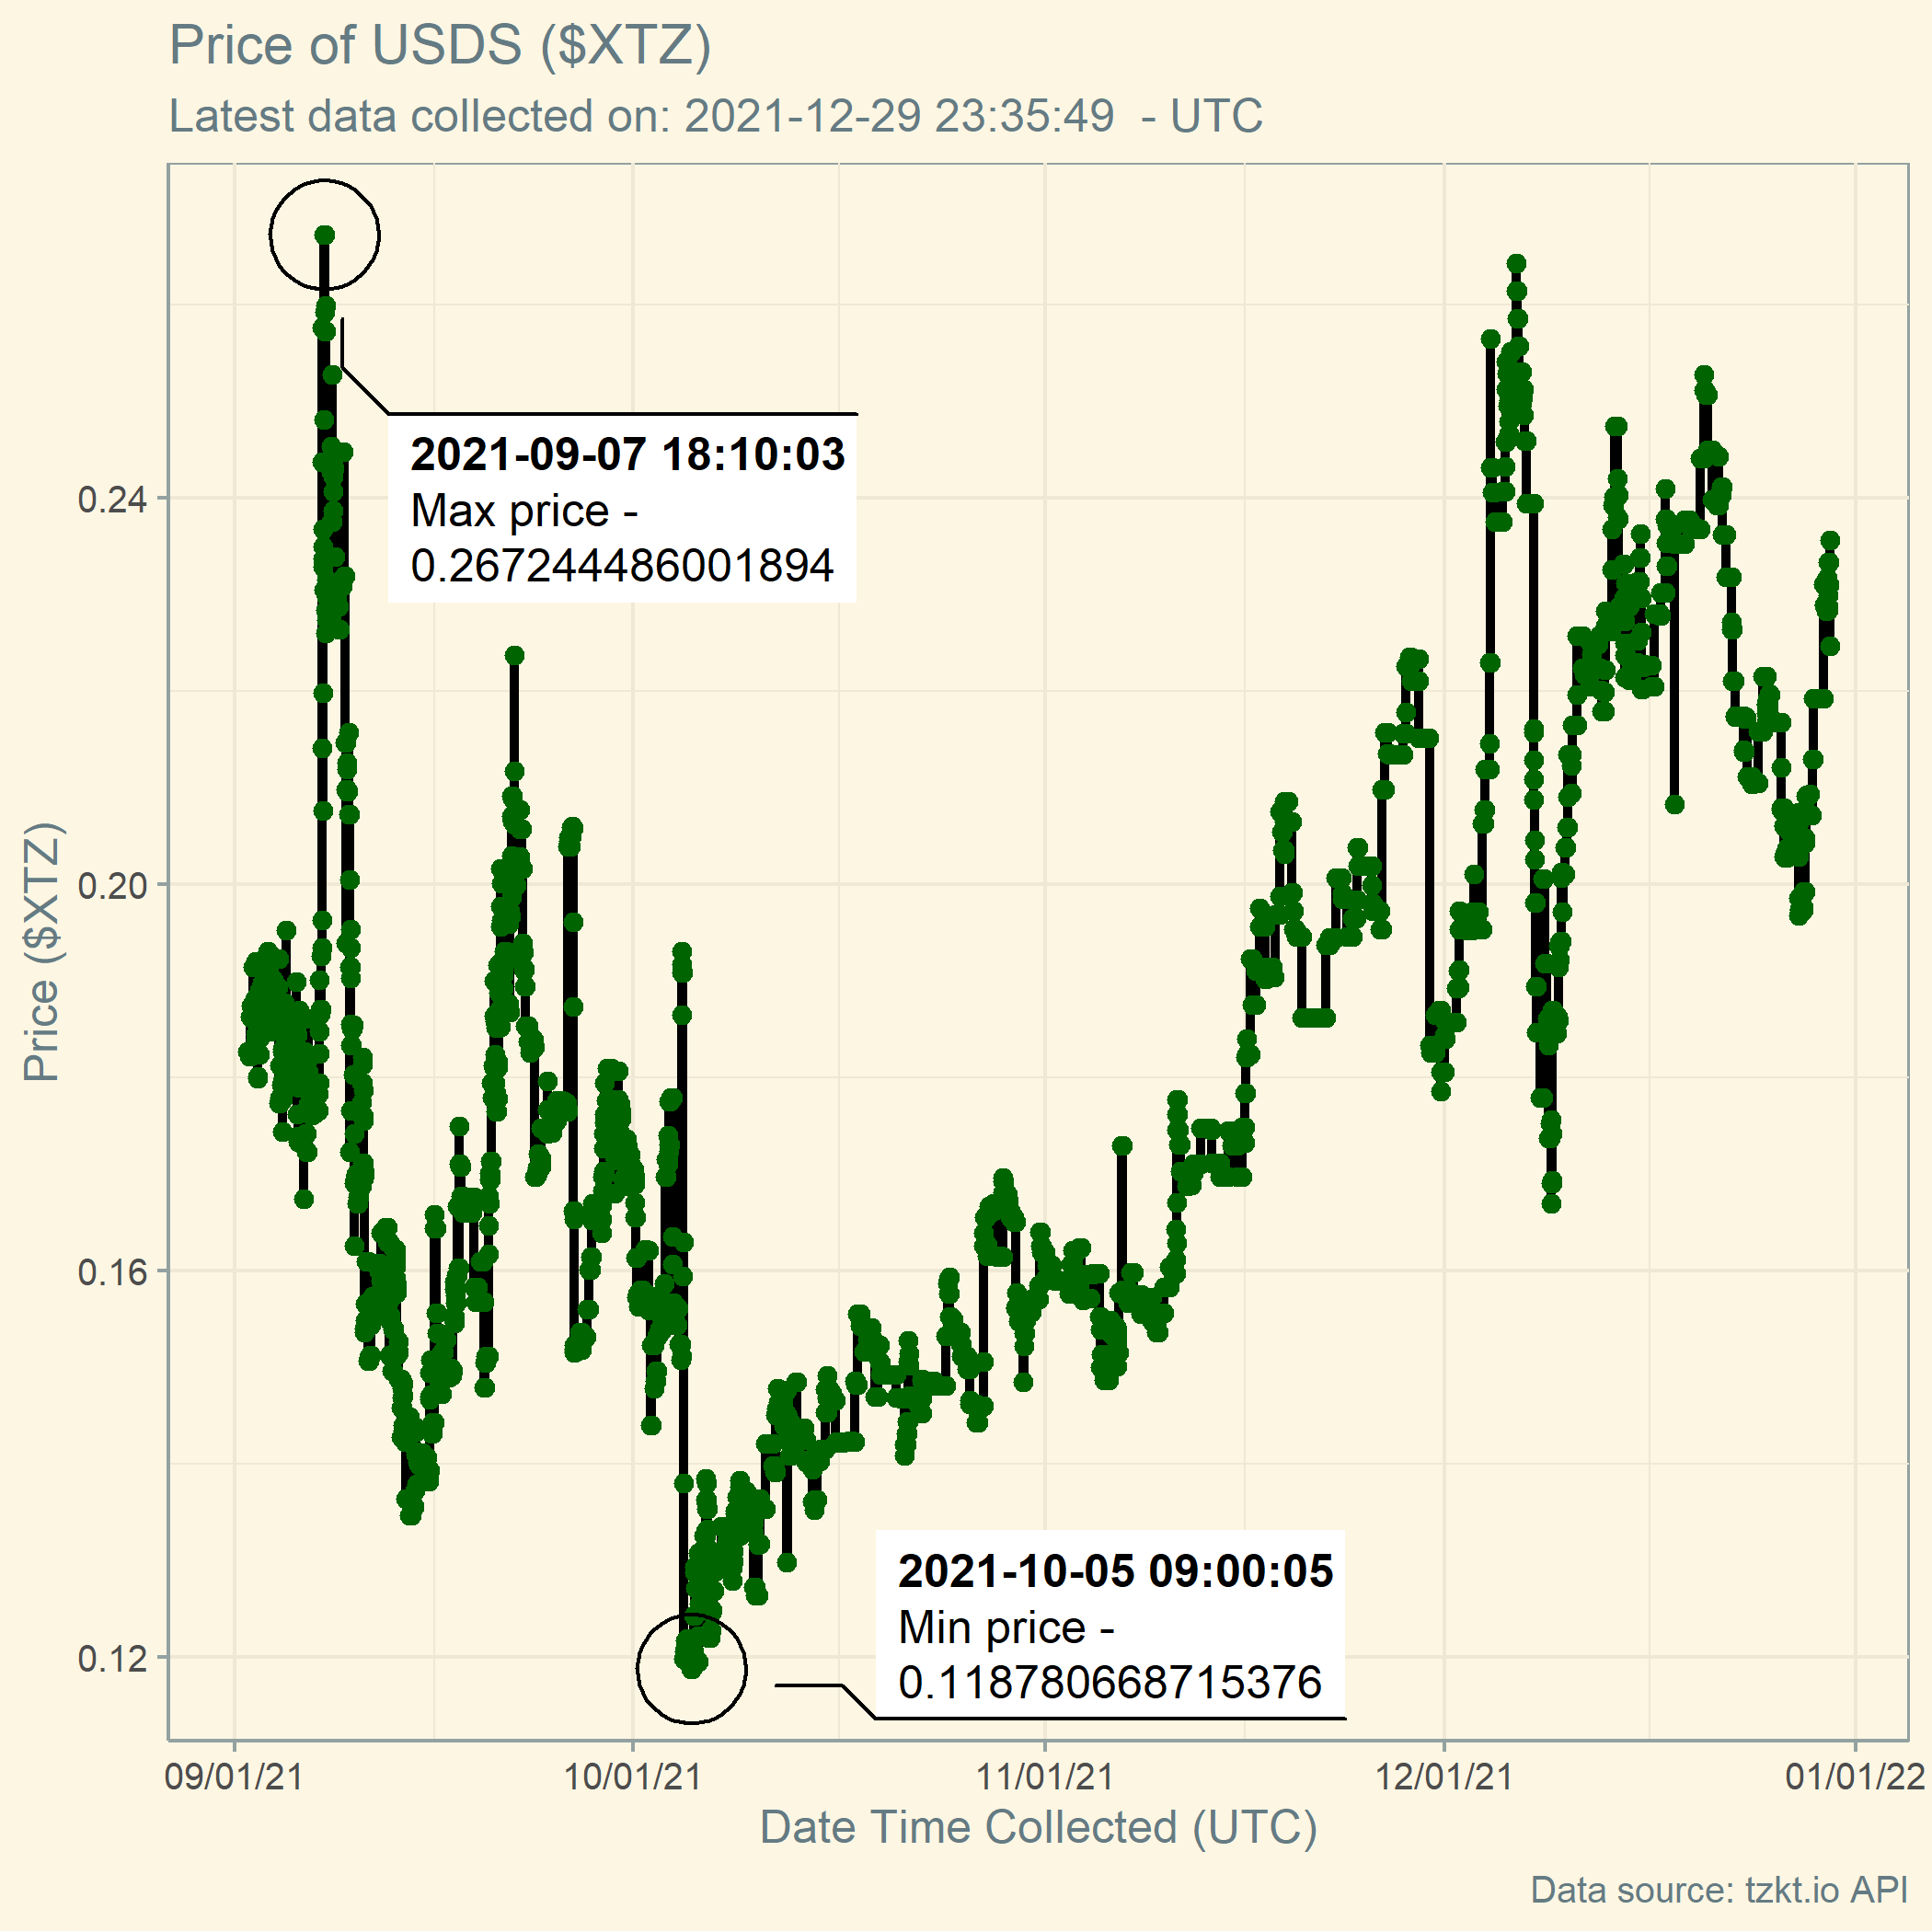 Price of USDS ($XTZ)
Latest data collected on: 2021-12-29 23:35:49  - UTC
2021-09-07 18:10:03
Max price -
0.267244486001894
0.24
0.20
0.16
0.12
Price ($XTZ)
2021-10-05 09:00:05
Min price -
0.118780668715376
09/01/21
10/01/21
11/01/21
12/01/21
01/01/22
Date Time Collected (UTC)
Data source: tzkt.io API